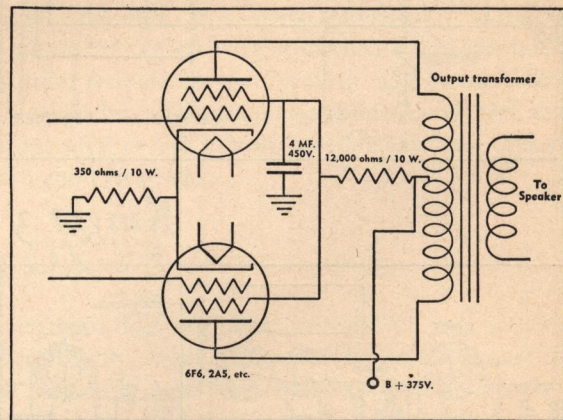 Output transformer
4 MF.
450V.
12,000 ohms / 10 W.
350 ohms / 10 W.
To
Speaker
6F6, 2A5, etc.
B + 375V.